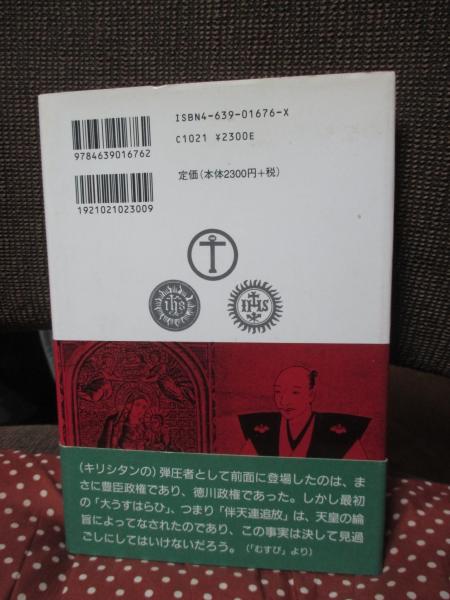 ISBN4-639-01676-X
C1021 ¥2300E
9784639016762
定価(本体2300円+税)
1921021023009
IHS
IHS
(キリシタンの) 弾圧者として前面に登場したのは、ま
さに豊臣政権であり、徳川政権であった。しかし最初
の「大うすはらひ」、つまり「伴天連追放」は、天皇の綸
旨によってなされたのであり、この事実は決して見過
ごしにしてはいけないだろう。(「むすび」より)